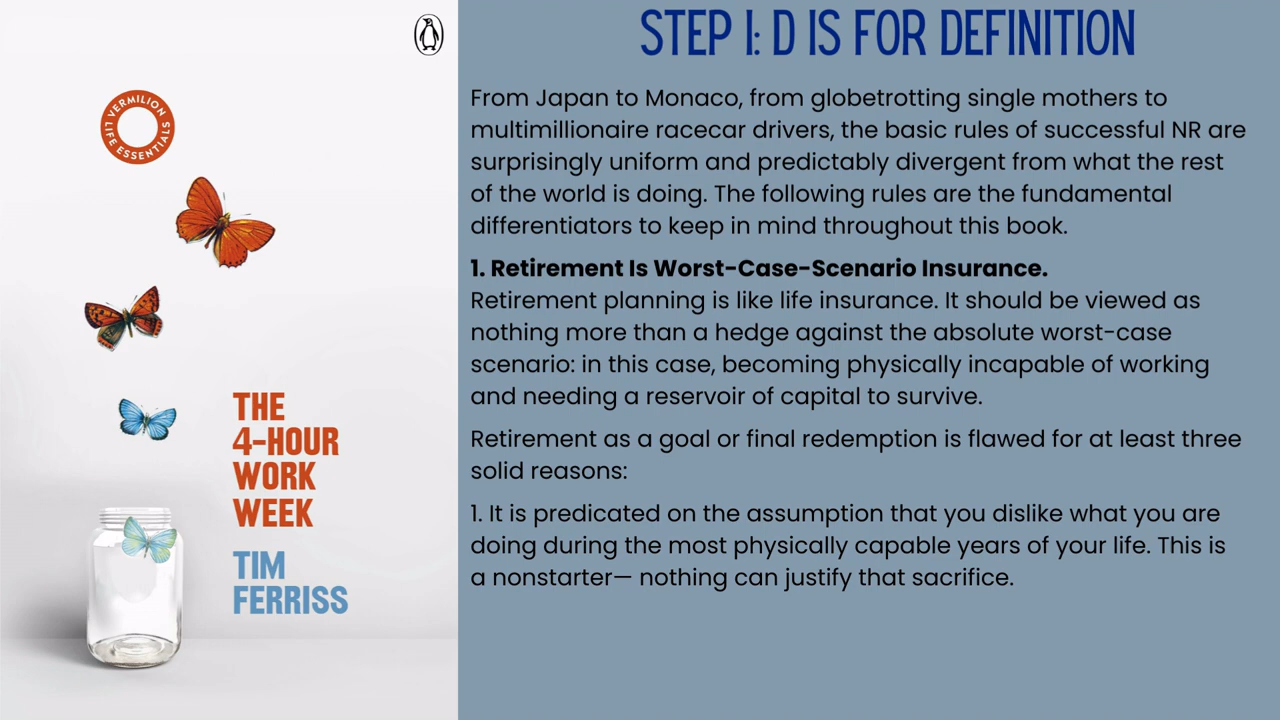 VERMILION
LIFE ESSENTIALS
THE
4-HOUR
WORK
WEEK
TIM
FERRISS
STEP 1: D IS FOR DEFINITION
From Japan to Monaco, from globetrotting single mothers to
multimillionaire racecar drivers, the basic rules of successful NR are
surprisingly uniform and predictably divergent from what the rest
of the world is doing. The following rules are the fundamental
differentiators to keep in mind throughout this book.
1. Retirement Is Worst-Case-Scenario Insurance.
Retirement planning is like life insurance. It should be viewed as
nothing more than a hedge against the absolute worst-case
scenario: in this case, becoming physically incapable of working
and needing a reservoir of capital to survive.
Retirement as a goal or final redemption is flawed for at least three
solid reasons:
1. It is predicated on the assumption that you dislike what you are
doing during the most physically capable years of your life. This is
a nonstarter— nothing can justify that sacrifice.